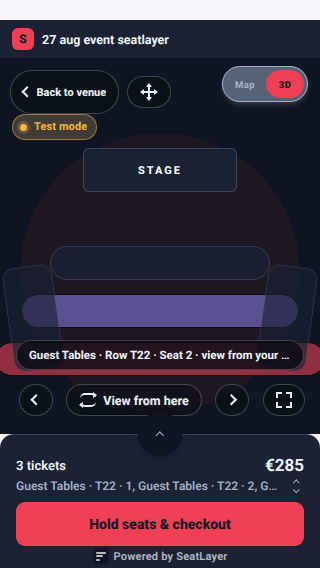 S 27 aug event seatlayer
Back to venue
Map 3D
Test mode
STAGE
Guest Tables · Row T22 · Seat 2 · view from your ...
View from here
3 tickets €285
Guest Tables · T22 · 1, Guest Tables · T22 · 2, G...
Hold seats & checkout
Powered by SeatLayer